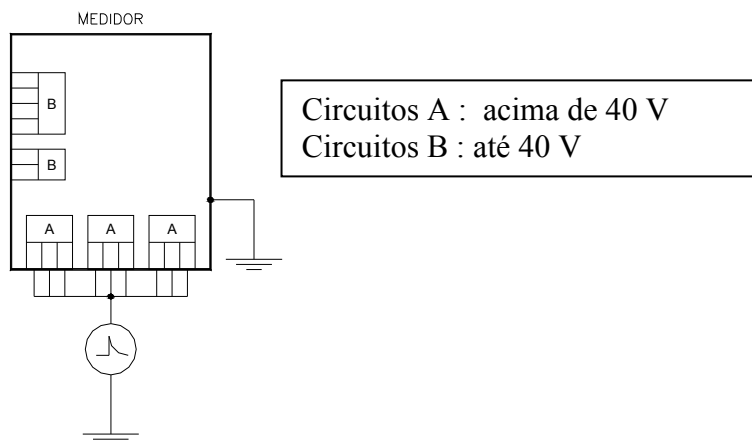 MEDIDOR
B
B
Circuitos A : acima de 40 V
Circuitos B : até 40 V
A A A